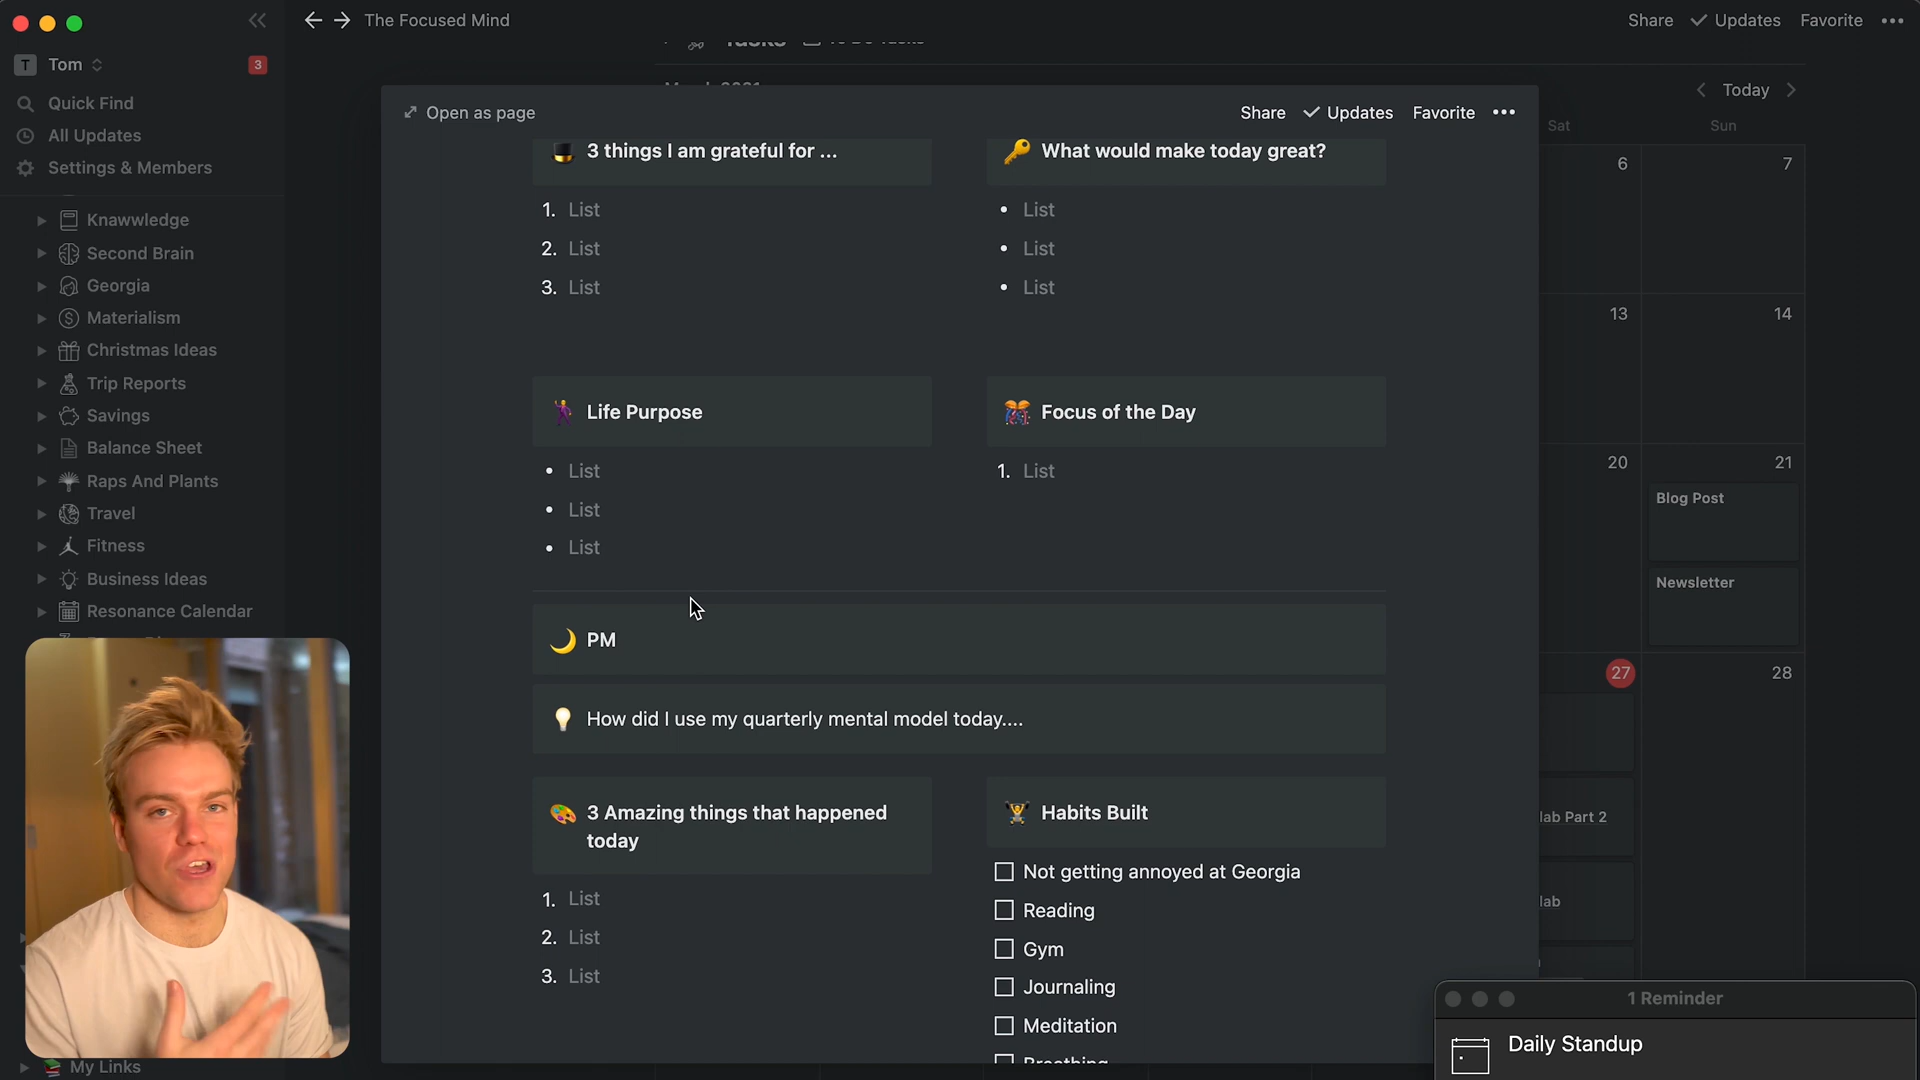 The Focused Mind
Share
Updates
Favorite
T
Tom
3
Quick Find
All Updates
Settings & Members
Knawwledge
Second Brain
Georgia
Materialism
Christmas Ideas
Trip Reports
Savings
Balance Sheet
Raps And Plants
Travel
Fitness
Business Ideas
Resonance Calendar
My Links
Today
Sat
Sun
6
7
13
14
20
21
Blog Post
Newsletter
27
28
lab Part 2
lab
Open as page
Share
Updates
Favorite
3 things I am grateful for ...
1. List
2. List
3. List
What would make today great?
• List
• List
• List
Life Purpose
• List
• List
• List
Focus of the Day
1. List
PM
How did I use my quarterly mental model today....
3 Amazing things that happened
today
1. List
2. List
3. List
Habits Built
Not getting annoyed at Georgia
Reading
Gym
Journaling
Meditation
Breathing
1 Reminder
Daily Standup